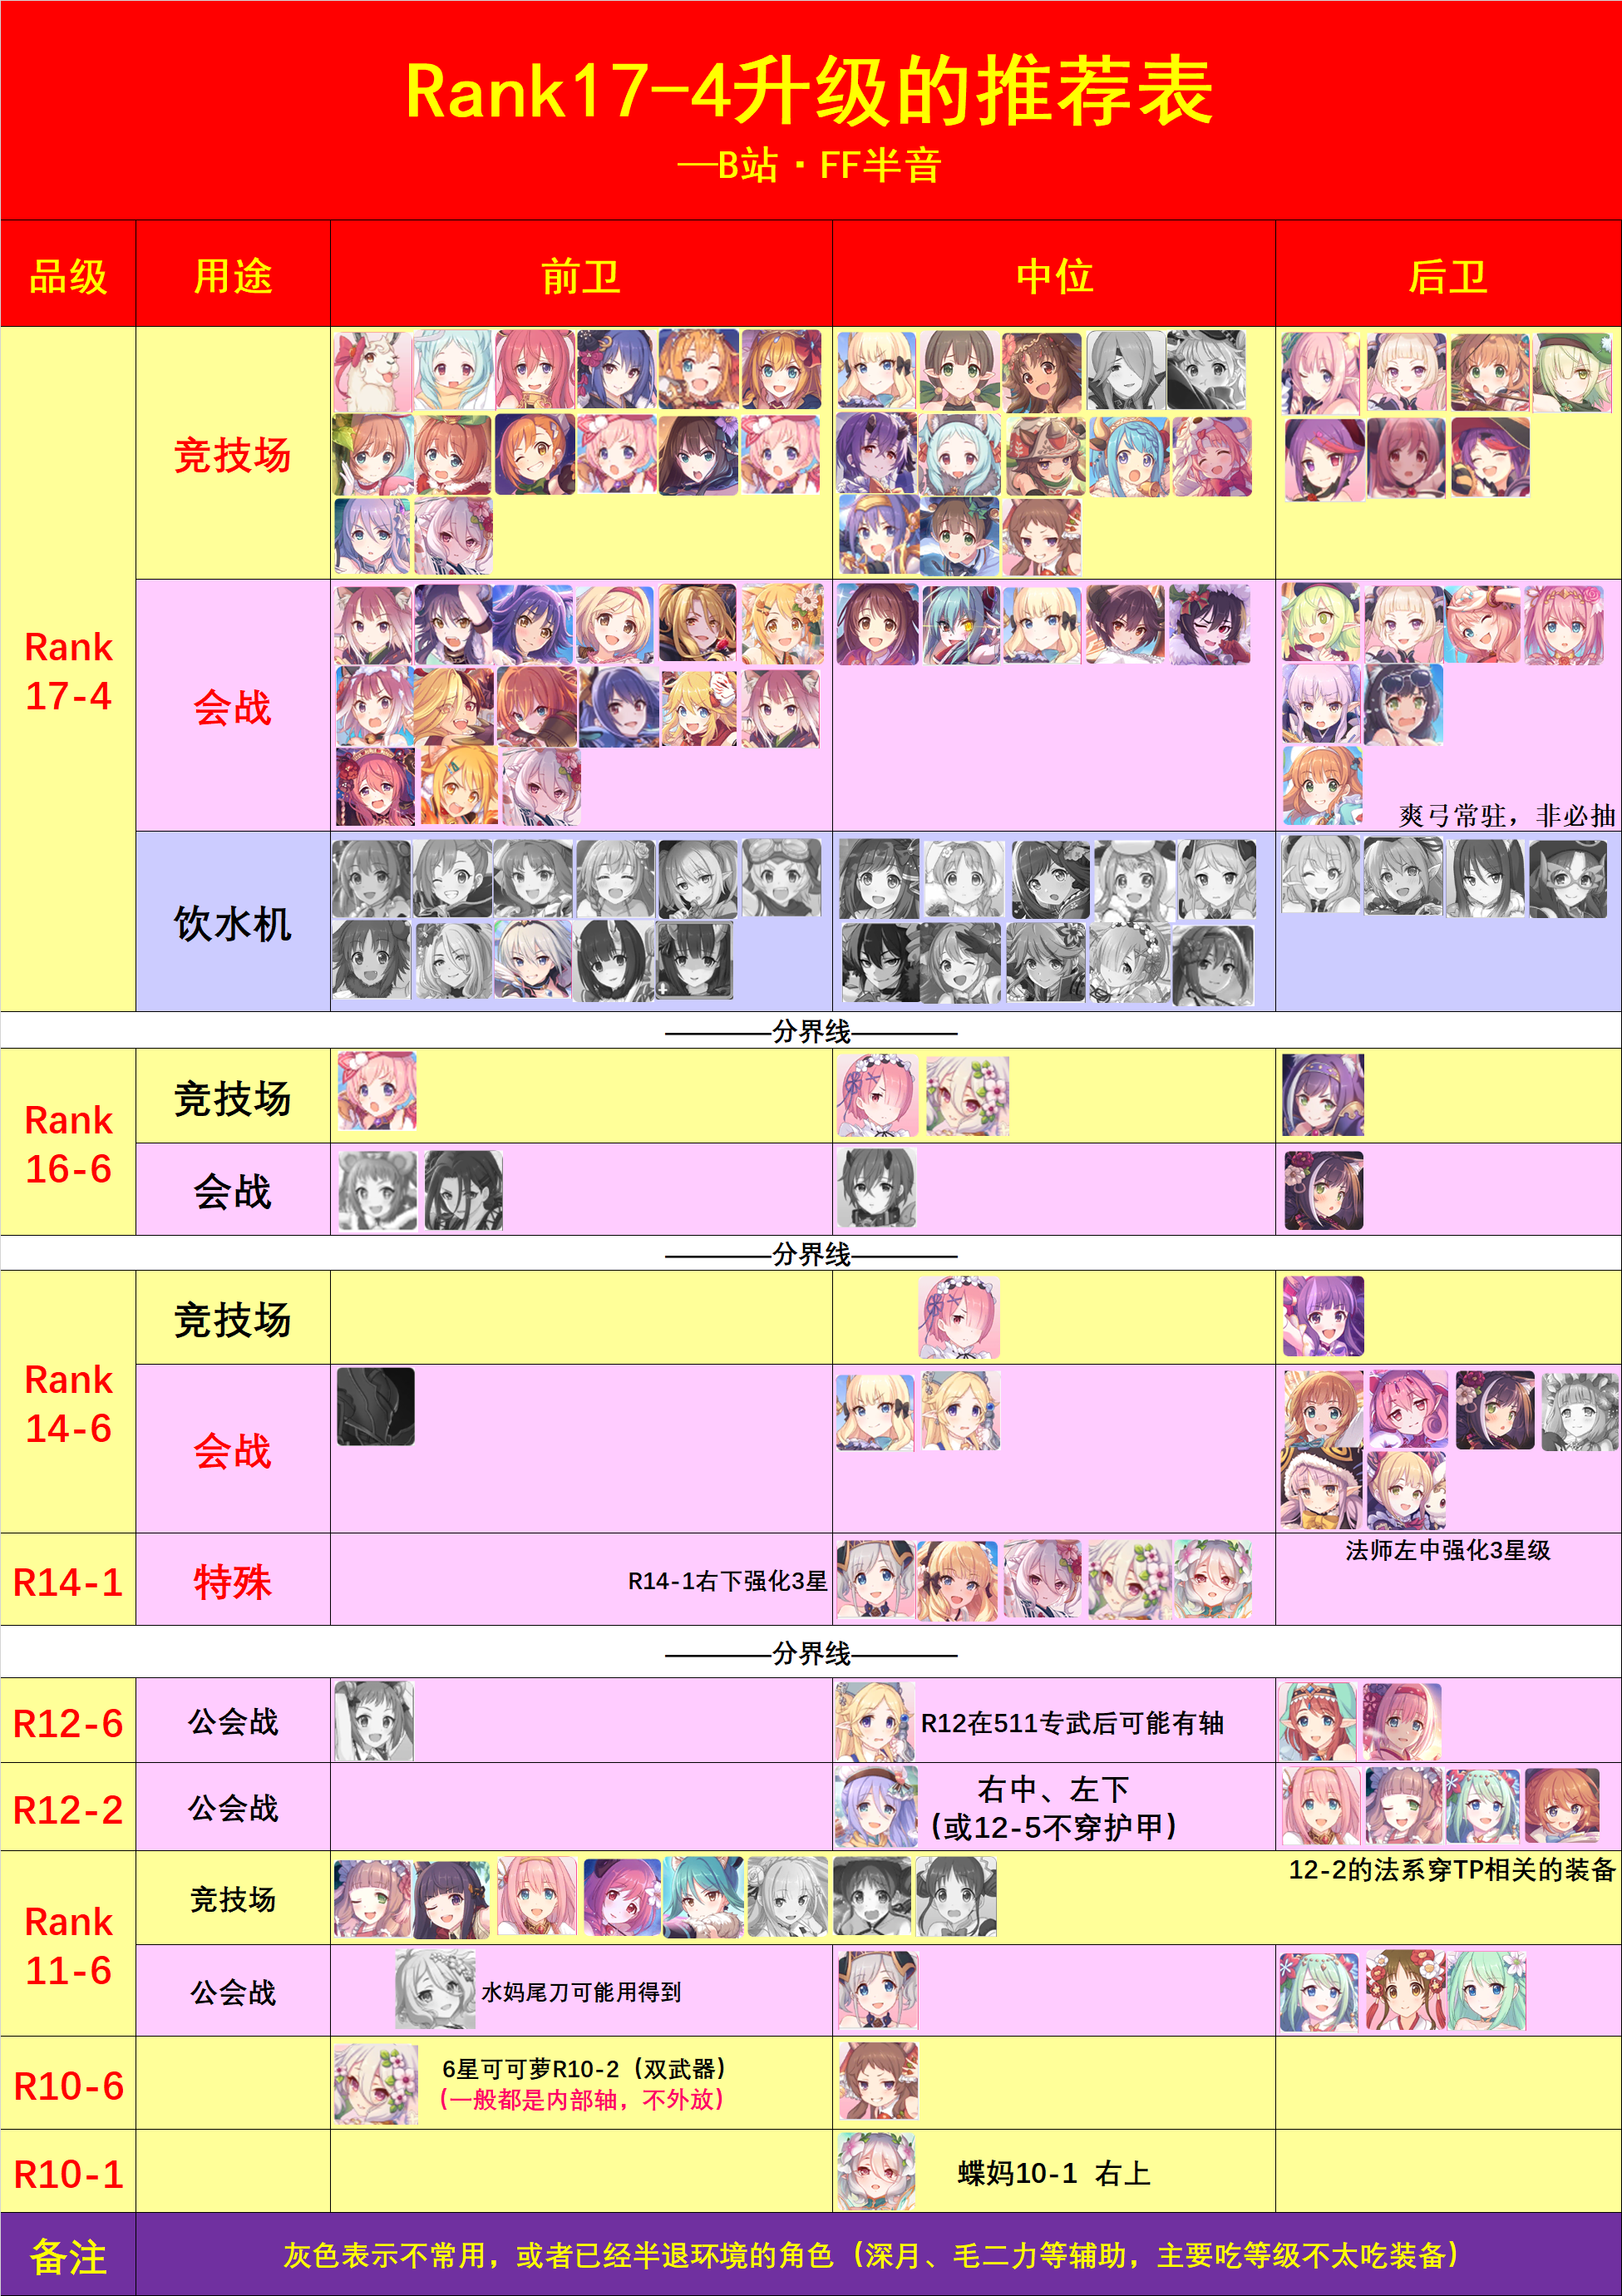 Rank17-4升级的推荐表
—B站·FF半音
品级 用途 前卫 中位 后卫
Rank
17-4
竞技场
会战
爽弓常驻，非必抽
饮水机
————分界线————
Rank
16-6
竞技场
会战
————分界线————
Rank
14-6
竞技场
会战
R14-1 特殊 R14-1右下强化3星 法师左中强化3星级
————分界线————
R12-6 公会战 R12在511专武后可能有轴
R12-2 公会战 右中、左下
（或12-5不穿护甲）
Rank
11-6
竞技场 12-2的法系穿TP相关的装备
公会战 水妈尾刀可能用得到
R10-6 6星可可萝R10-2（双武器）
（一般都是内部轴，不外放）
R10-1 蝶妈10-1 右上
备注 灰色表示不常用，或者已经半退环境的角色（深月、毛二力等辅助，主要吃等级不太吃装备）